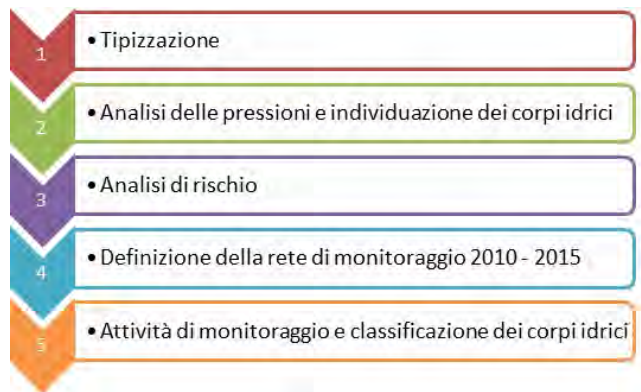 1 • Tipizzazione
2 • Analisi delle pressioni e individuazione dei corpi idrici
3 • Analisi di rischio
4 • Definizione della rete di monitoraggio 2010 - 2015
5 • Attività di monitoraggio e classificazione dei corpi idrici